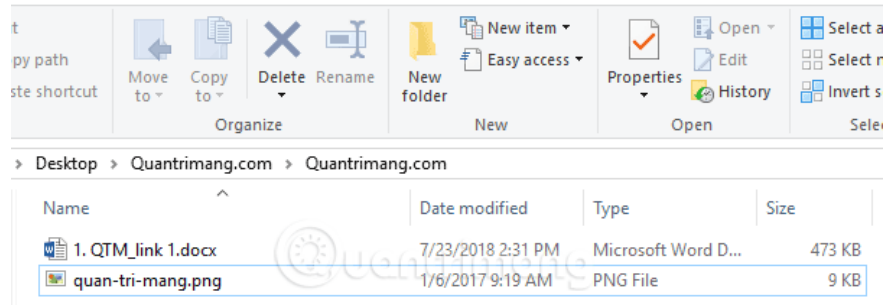 New item
Open
Select a
py path
Easy access
Edit
Select n
ste shortcut
Move to
Copy to
Delete
Rename
New folder
Properties
History
Invert s
Organize
New
Open
Selec
> Desktop > Quantrimang.com > Quantrimang.com
Name
Date modified
Type
Size
1. QTM_link 1.docx
7/23/2018 2:31 PM
Microsoft Word D...
473 KB
quan-tri-mang.png
1/6/2017 9:19 AM
PNG File
9 KB
Quantrimang